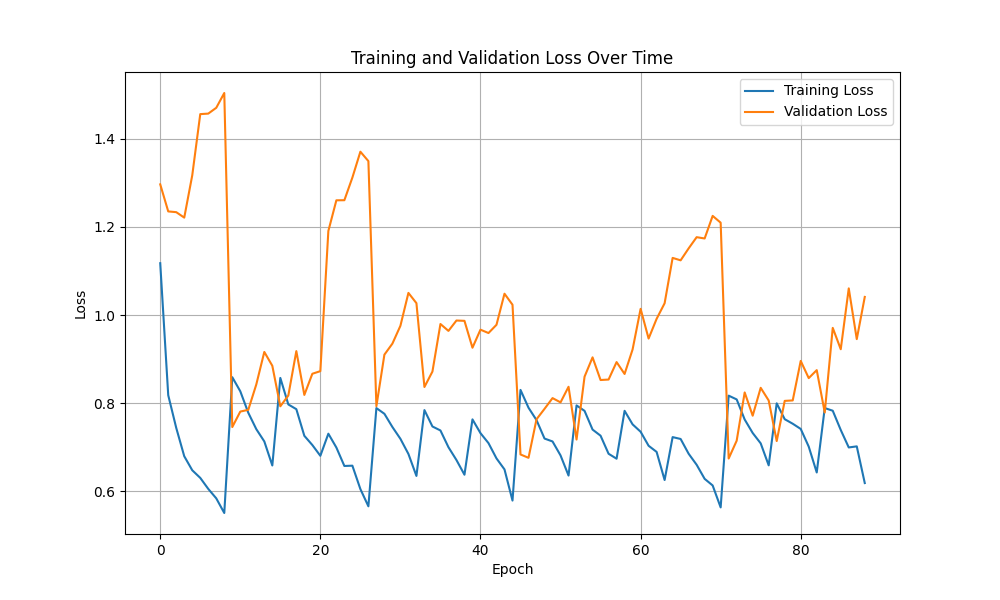 Training and Validation Loss Over Time
Training Loss
Validation Loss
1.4
1.2
1.0
0.8
0.6
Loss
0
20
40
60
80
Epoch